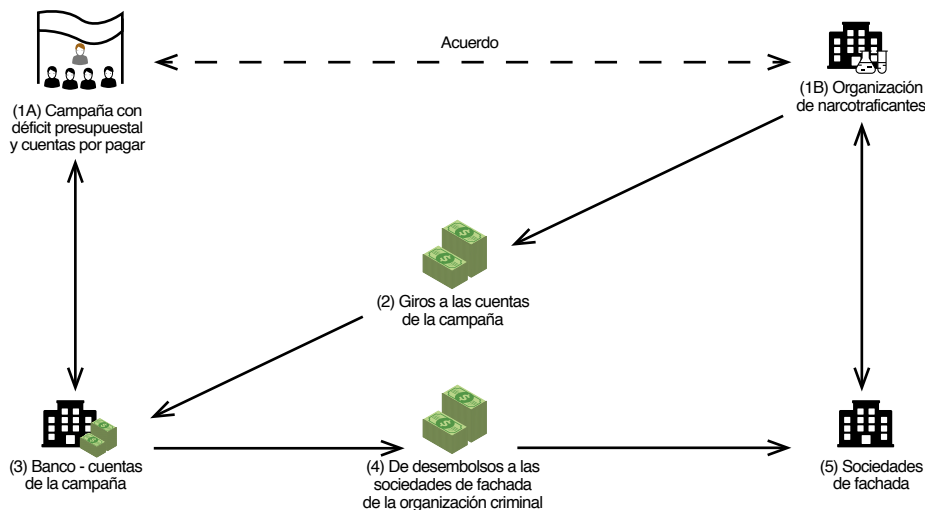 Acuerdo
(1A) Campaña con
déficit presupuestal
y cuentas por pagar
(1B) Organización
de narcotraficantes
(2) Giros a las cuentas
de la campaña
(3) Banco - cuentas
de la campaña
(4) De desembolsos a las
sociedades de fachada
de la organización criminal
(5) Sociedades
de fachada